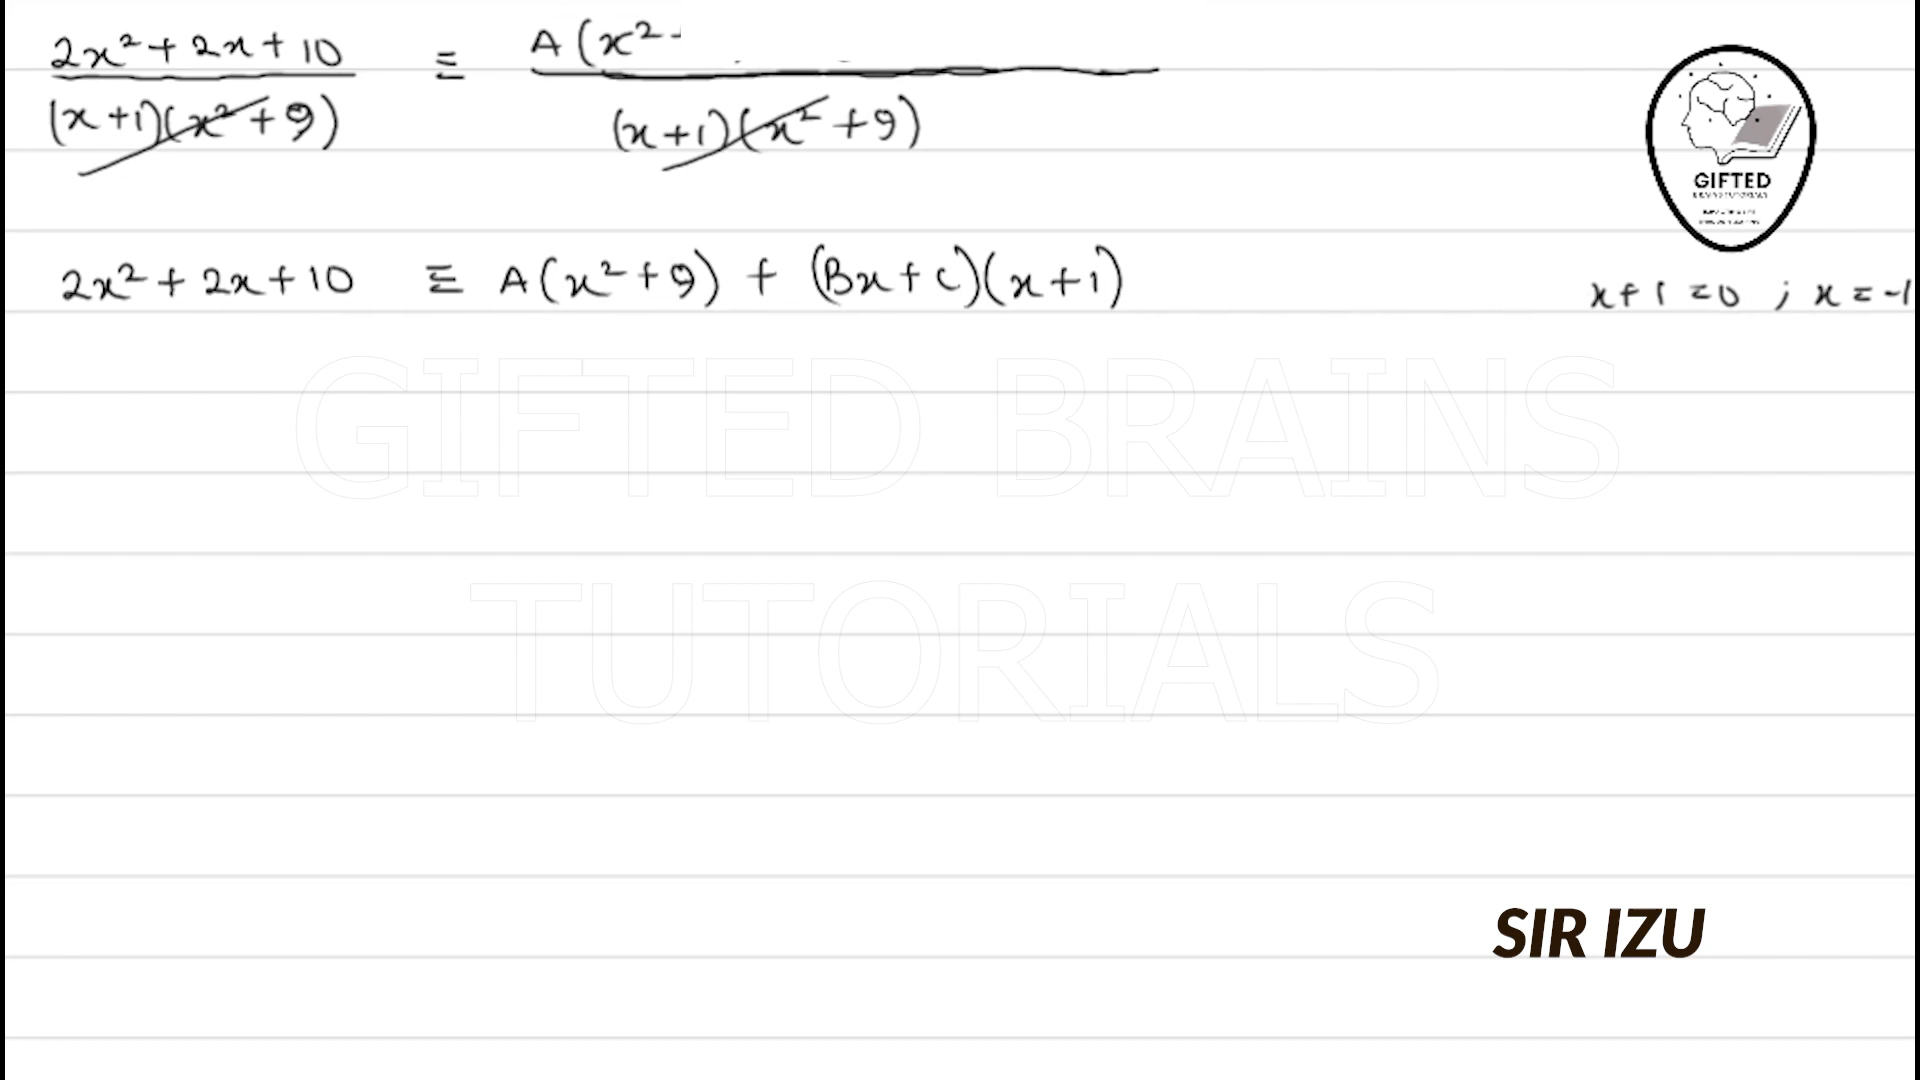 2x² + 2x + 10 ≡ A(x² -
(x+1)(x² + 9) (x+1)(x² + 9)
2x² + 2x + 10 ≡ A(x² + 9) + (Bx + C)(x + 1)
x + 1 = 0 ; x = -1
GIFTED
GIFTED BRAINS
TUTORIALS
SIR IZU